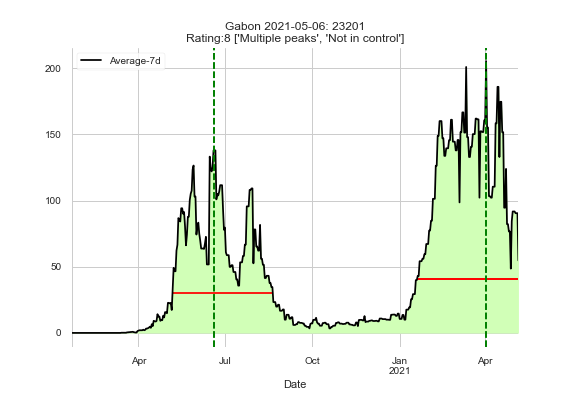 Gabon 2021-05-06: 23201
Rating:8 ['Multiple peaks', 'Not in control']
Average-7d
200
150
100
50
0
Apr Jul Oct Jan Apr
2021
Date